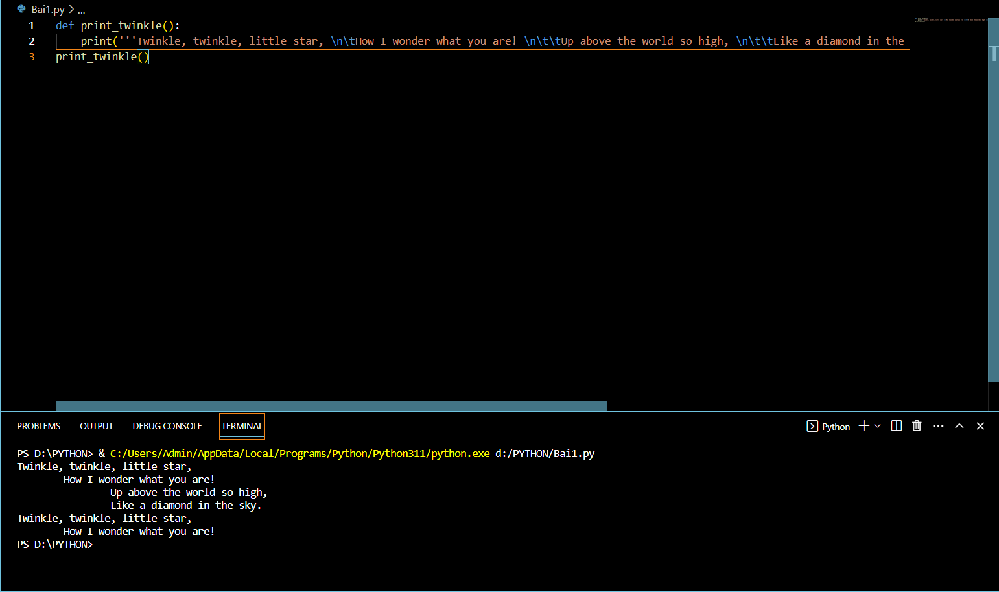 Bai1.py > ...
1 def print_twinkle():
2     print('''Twinkle, twinkle, little star, \n\tHow I wonder what you are! \n\t\tUp above the world so high, \n\t\tLike a diamond in the
3 print_twinkle()
PROBLEMS OUTPUT DEBUG CONSOLE TERMINAL Python
PS D:\PYTHON> & C:/Users/Admin/AppData/Local/Programs/Python/Python311/python.exe d:/PYTHON/Bai1.py
Twinkle, twinkle, little star,
        How I wonder what you are!
                Up above the world so high,
                Like a diamond in the sky.
Twinkle, twinkle, little star,
        How I wonder what you are!
PS D:\PYTHON>